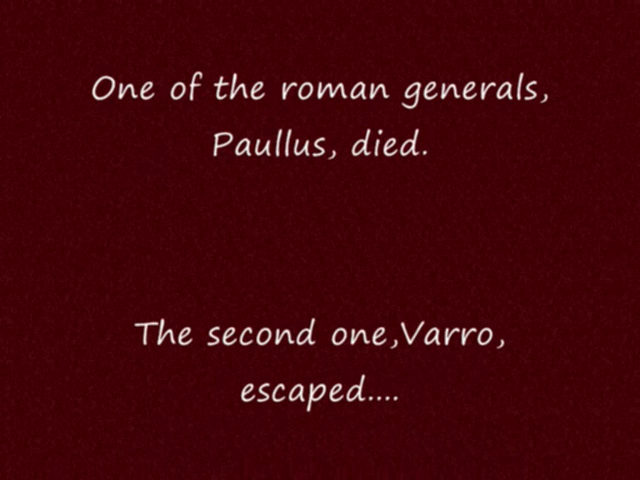 One of the roman generals,
Paullus, died.
The second one,Varro,
escaped....